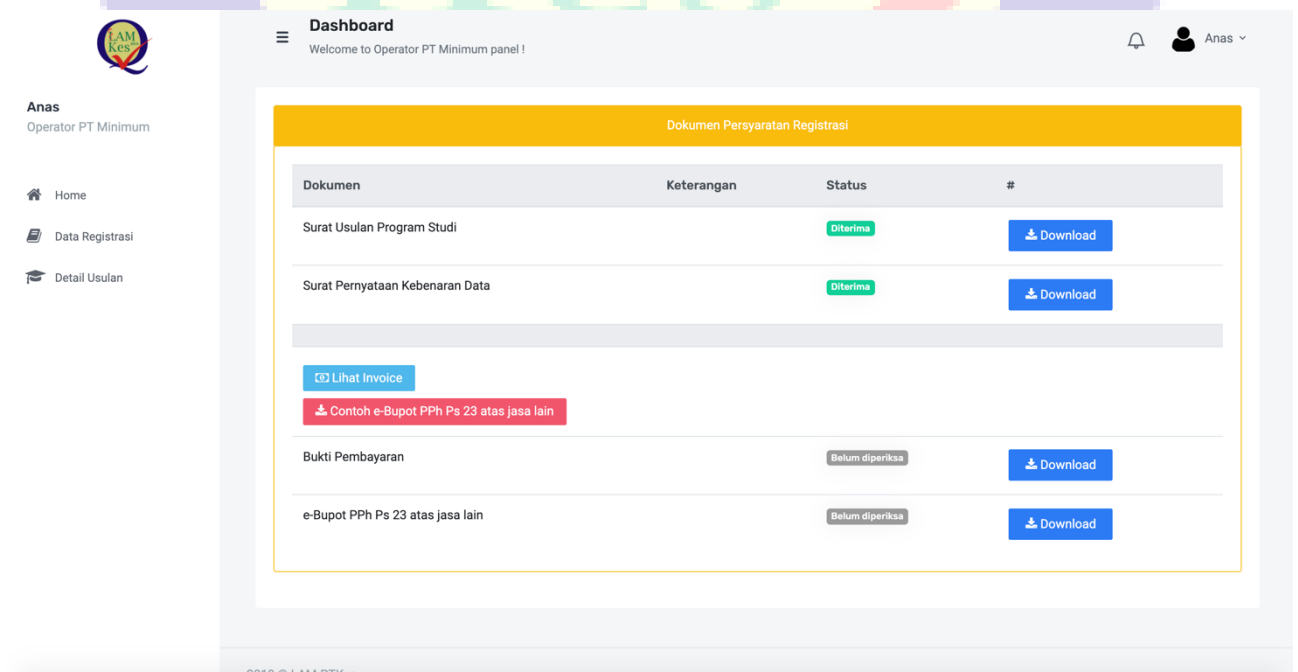 LAM
Kes
Dashboard
Welcome to Operator PT Minimum panel !
Anas
Anas
Operator PT Minimum
Home
Data Registrasi
Detail Usulan
Dokumen Persyaratan Registrasi
Dokumen Keterangan Status #
Surat Usulan Program Studi Diterima Download
Surat Pernyataan Kebenaran Data Diterima Download
Lihat Invoice
Contoh e-Bupot PPh Ps 23 atas jasa lain
Bukti Pembayaran Belum diperiksa Download
e-Bupot PPh Ps 23 atas jasa lain Belum diperiksa Download